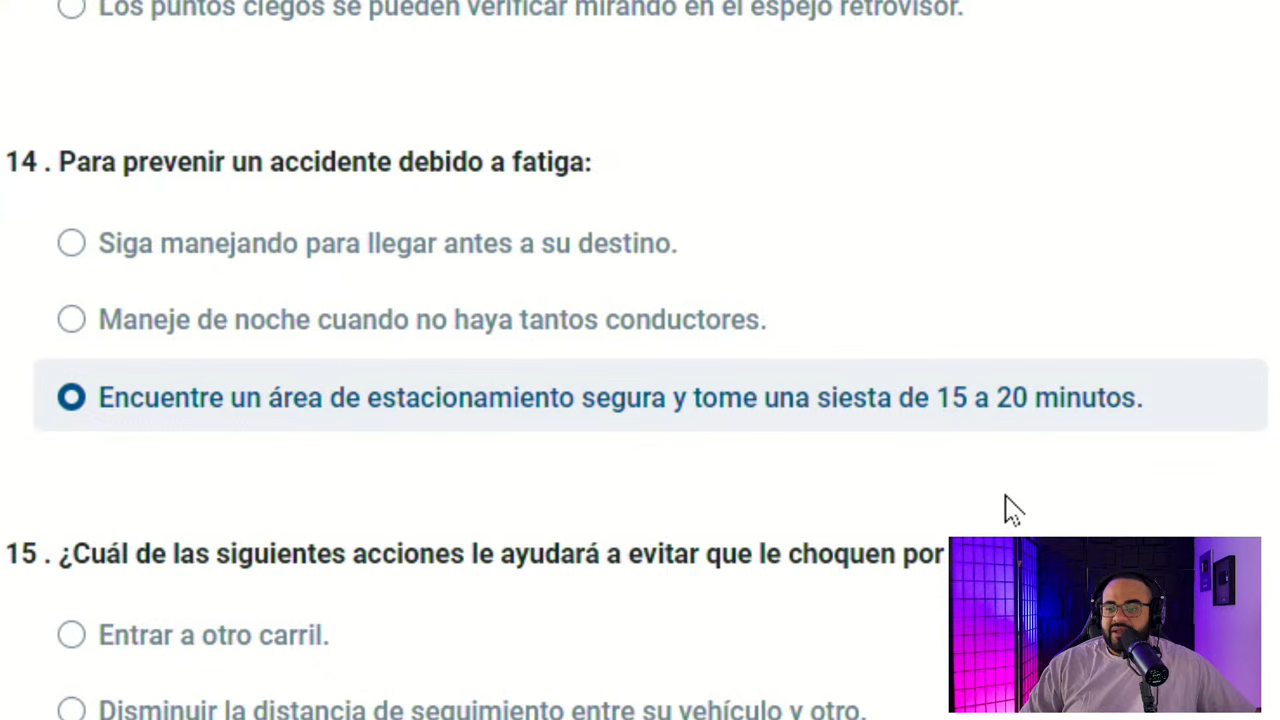 Los puntos ciegos se pueden verificar mirando en el espejo retrovisor.
14 . Para prevenir un accidente debido a fatiga:
Siga manejando para llegar antes a su destino.
Maneje de noche cuando no haya tantos conductores.
Encuentre un área de estacionamiento segura y tome una siesta de 15 a 20 minutos.
15 . ¿Cuál de las siguientes acciones le ayudará a evitar que le choquen por
Entrar a otro carril.
Disminuir la distancia de seguimiento entre su vehículo y otro.